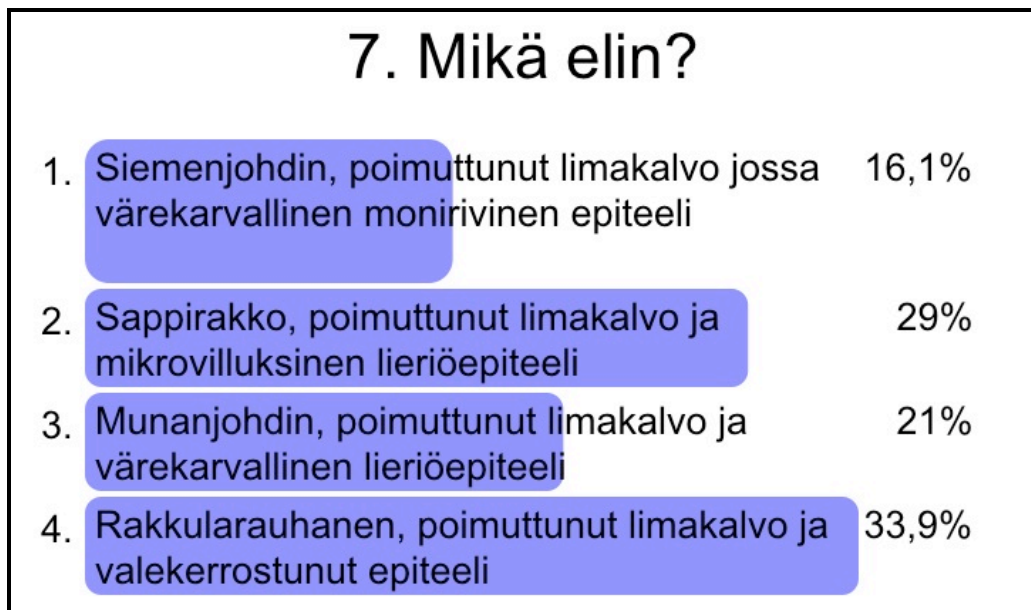 7. Mikä elin?
1. Siemenjohdin, poimuttunut limakalvo jossa 16,1%
värekarvallinen monirivinen epiteeli
2. Sappirakko, poimuttunut limakalvo ja 29%
mikrovilluksinen lieriöepiteeli
3. Munanjohdin, poimuttunut limakalvo ja 21%
värekarvallinen lieriöepiteeli
4. Rakkularauhanen, poimuttunut limakalvo ja 33,9%
valekerrostunut epiteeli